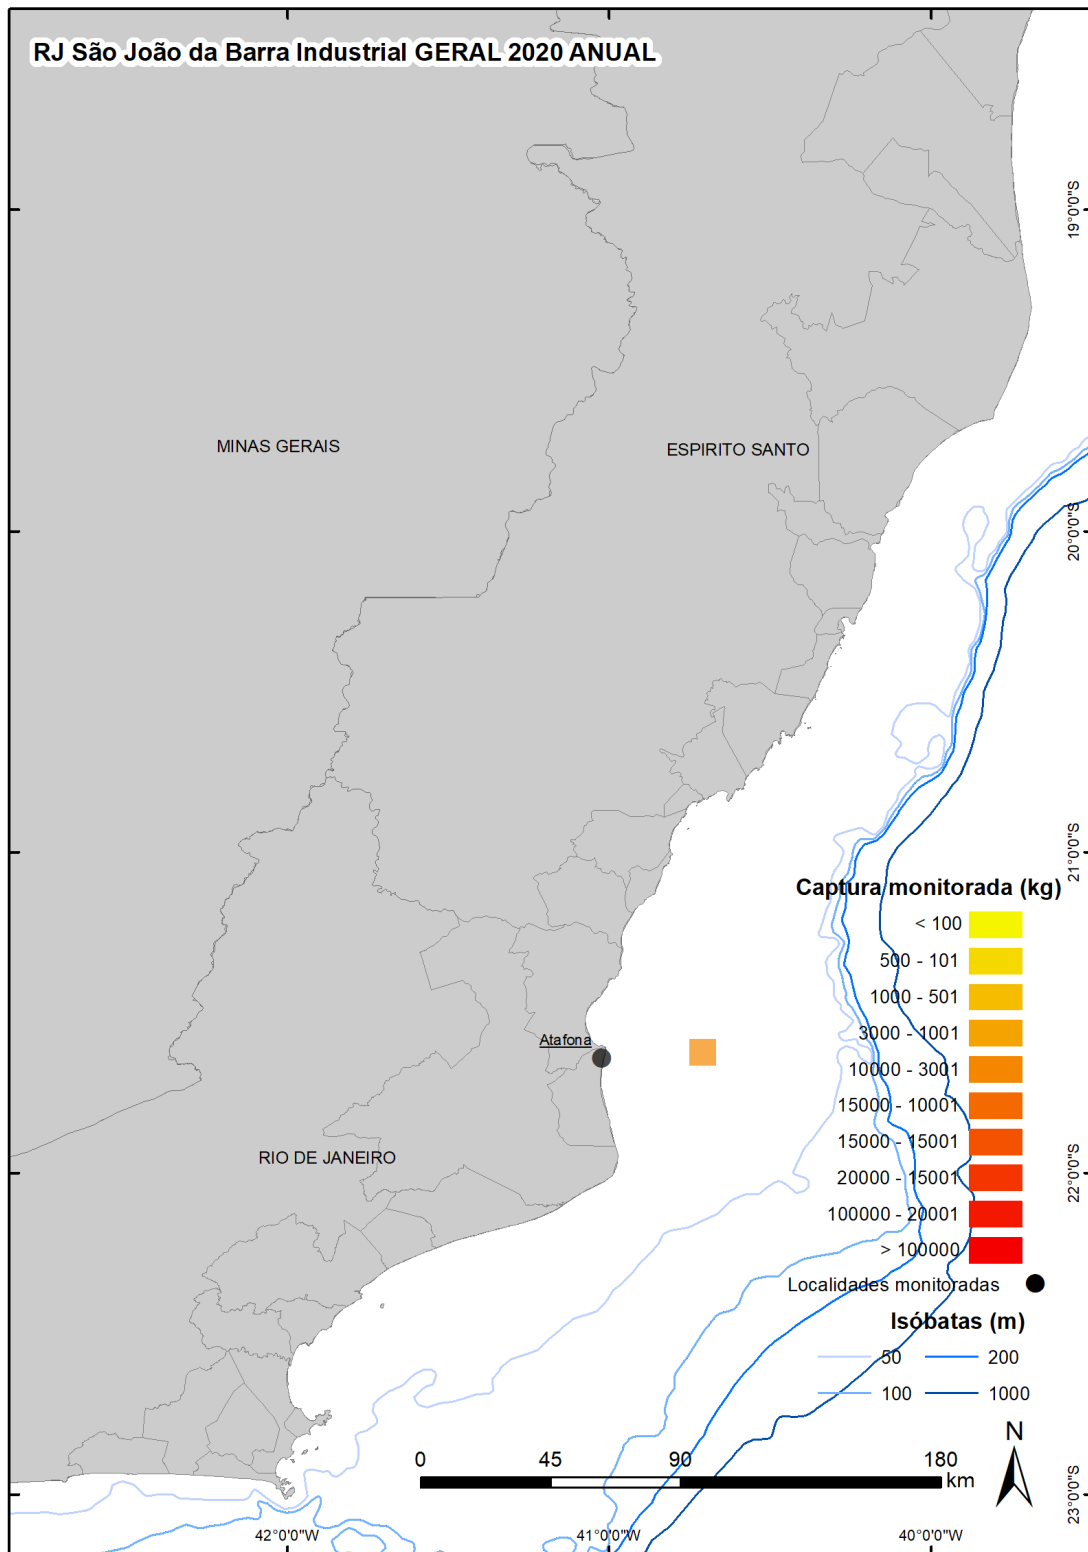 RJ São João da Barra Industrial GERAL 2020 ANUAL
19°0'0"S
MINAS GERAIS
ESPIRITO SANTO
20°0'0"S
21°0'0"S
Captura monitorada (kg)
< 100
500 - 101
1000 - 501
3000 - 1001
10000 - 3001
15000 - 10001
15000 - 15001
20000 - 15001
100000 - 20001
> 100000
Atafona
RIO DE JANEIRO
22°0'0"S
Localidades monitoradas
Isóbatas (m)
50 200
100 1000
N
0 45 90 180
km
23°0'0"S
42°0'0"W 41°0'0"W 40°0'0"W